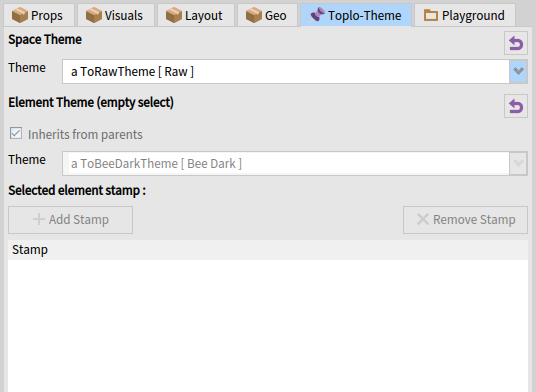 Props Visuals Layout Geo Toplo-Theme Playground
Space Theme
Theme a ToRawTheme [ Raw ]
Element Theme (empty select)
Inherits from parents
Theme a ToBeeDarkTheme [ Bee Dark ]
Selected element stamp :
Add Stamp Remove Stamp
Stamp